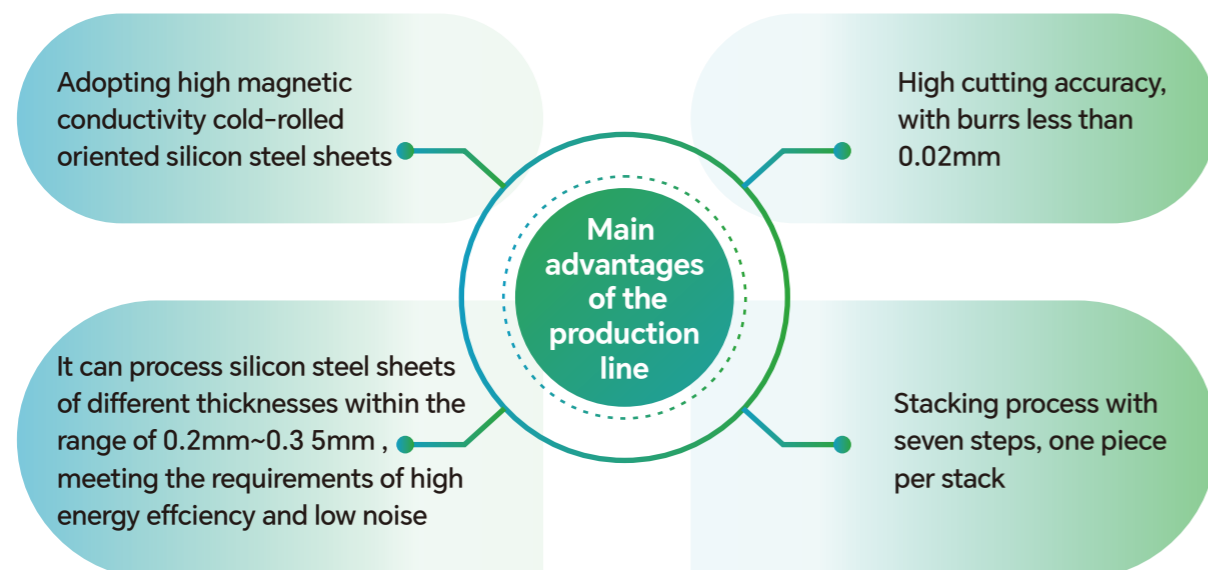 Adopting high magnetic
conductivity cold-rolled
oriented silicon steel sheets
High cutting accuracy,
with burrs less than
0.02mm
Main
advantages
of the
production
line
It can process silicon steel sheets
of different thicknesses within the
range of 0.2mm~0.3 5mm ,
meeting the requirements of high
energy effciency and low noise
Stacking process with
seven steps, one piece
per stack